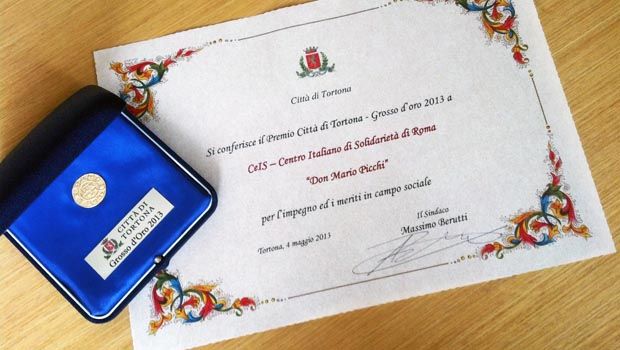 Città di Tortona
Si conferisce il Premio Città di Tortona - Grosso d'oro 2013 a
CeIS – Centro Italiano di Solidarietà di Roma
"Don Mario Picchi"
per l'impegno ed i meriti in campo sociale
Tortona, 4 maggio 2013
Il Sindaco
Massimo Berutti
CITTÀ DI
TORTONA
Grosso d'Oro 2013